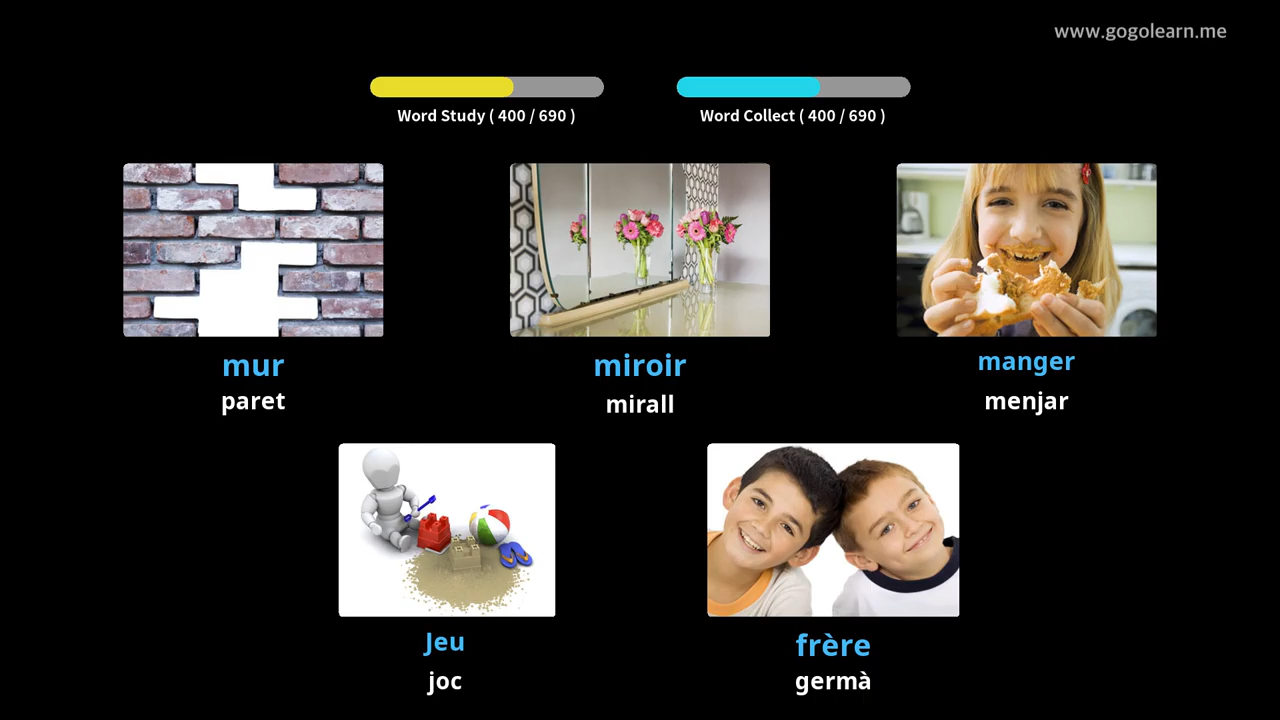 www.gogolearn.me
Word Study ( 400 / 690 )
Word Collect ( 400 / 690 )
mur
paret
miroir
mirall
manger
menjar
Jeu
joc
frère
germà